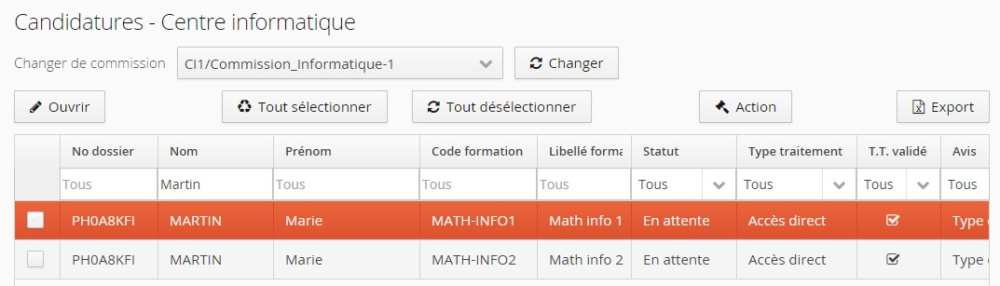 Candidatures - Centre informatique
Changer de commission CI1/Commission_Informatique-1 Changer
Ouvrir Tout sélectionner Tout désélectionner Action Export
No dossier Nom Prénom Code formation Libellé forma Statut Type traitement T.T. validé Avis
Tous Martin Tous Tous Tous Tous Tous Tous Tous
PH0A8KFI MARTIN Marie MATH-INFO1 Math info 1 En attente Accès direct Type
PH0A8KFI MARTIN Marie MATH-INFO2 Math info 2 En attente Accès direct Type